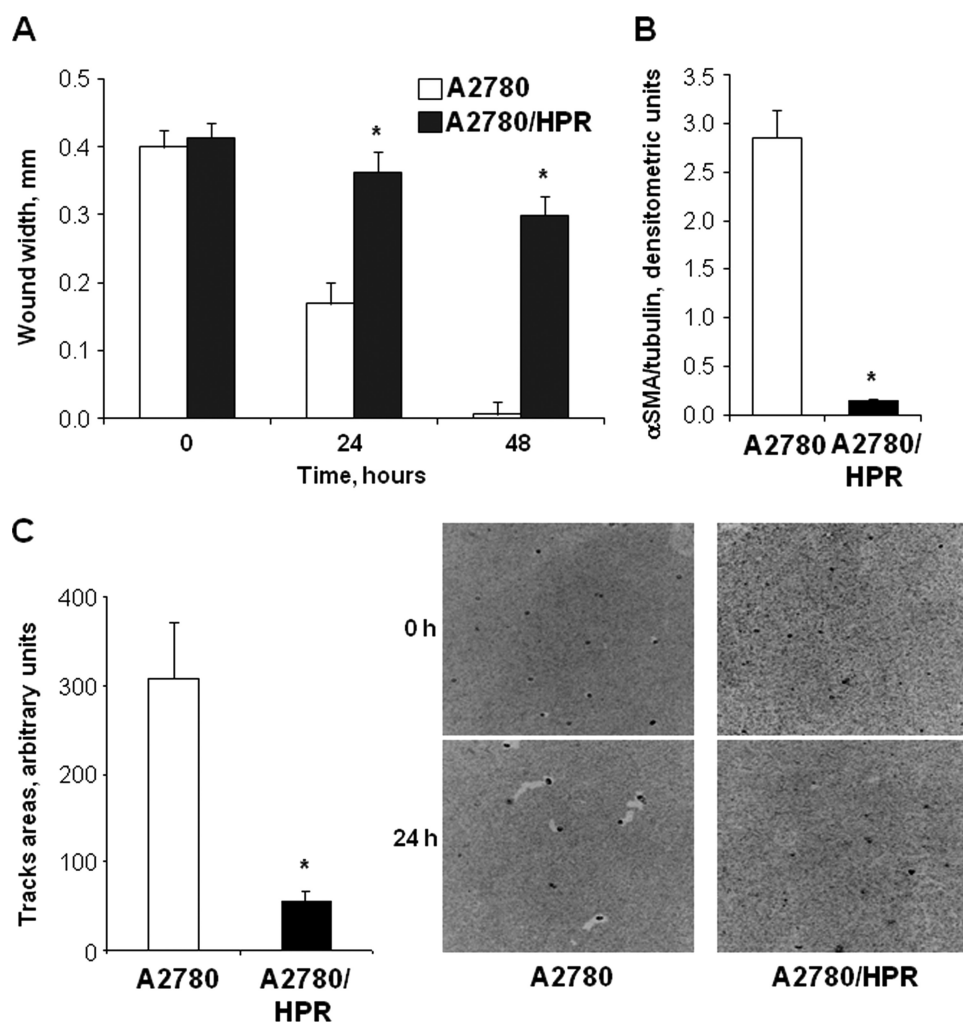 A
Wound width, mm
0.5
0.4
0.3
0.2
0.1
0.0
A2780
A2780/HPR
*
*
0 24 48
Time, hours
B
αSMA/tubulin, densitometric units
3.5
3.0
2.5
2.0
1.5
1.0
0.5
0.0
*
A2780 A2780/
HPR
C
Tracks areas, arbitrary units
400
300
200
100
0
*
A2780 A2780/
HPR
0 h
24 h
A2780 A2780/HPR